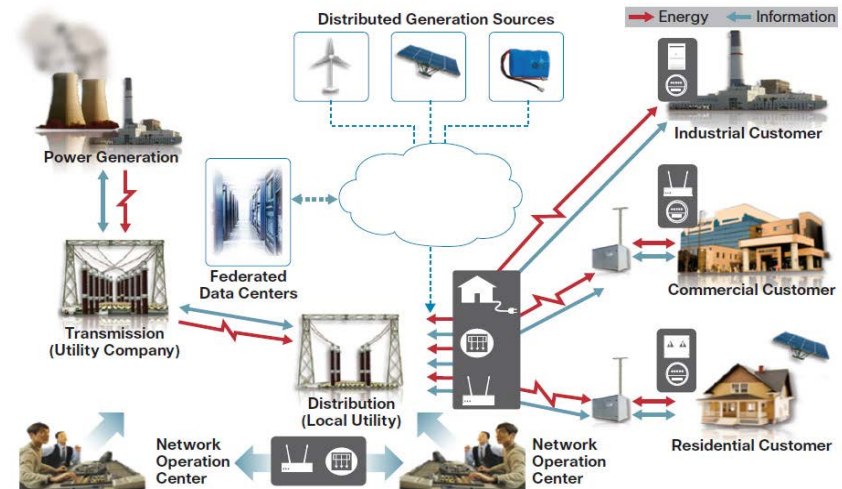 Distributed Generation Sources
Energy
Information
Power Generation
Industrial Customer
Federated
Data Centers
Commercial Customer
Transmission
(Utility Company)
Distribution
(Local Utility)
Residential Customer
Network
Operation
Center
Network
Operation
Center